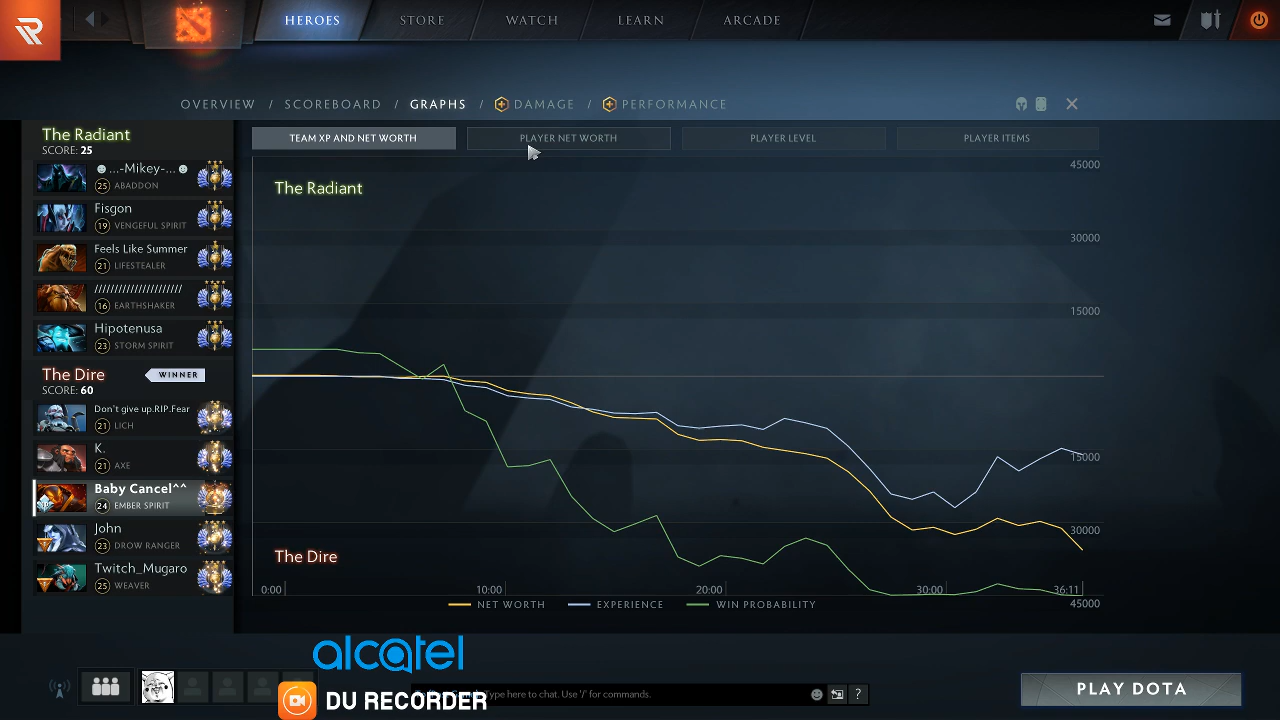 HEROES STORE WATCH LEARN ARCADE
OVERVIEW / SCOREBOARD / GRAPHS / DAMAGE / PERFORMANCE
TEAM XP AND NET WORTH PLAYER NET WORTH PLAYER LEVEL PLAYER ITEMS
The Radiant
SCORE: 25
☻...-Mikey-...☻
25 ABADDON
Fisgon
19 VENGEFUL SPIRIT
Feels Like Summer
21 LIFESTEALER
//////////////////////
16 EARTHSHAKER
Hipotenusa
23 STORM SPIRIT
The Dire WINNER
SCORE: 60
Don't give up.RIP.Fear
21 LICH
K.
21 AXE
Baby Cancel^^
24 EMBER SPIRIT
John
23 DROW RANGER
Twitch_Mugaro
25 WEAVER
The Radiant
45000
30000
15000
15000
30000
45000
The Dire
0:00 10:00 20:00 30:00 36:11
NET WORTH EXPERIENCE WIN PROBABILITY
alcatel
DU RECORDER
Type here to chat. Use '/' for commands.
?
PLAY DOTA